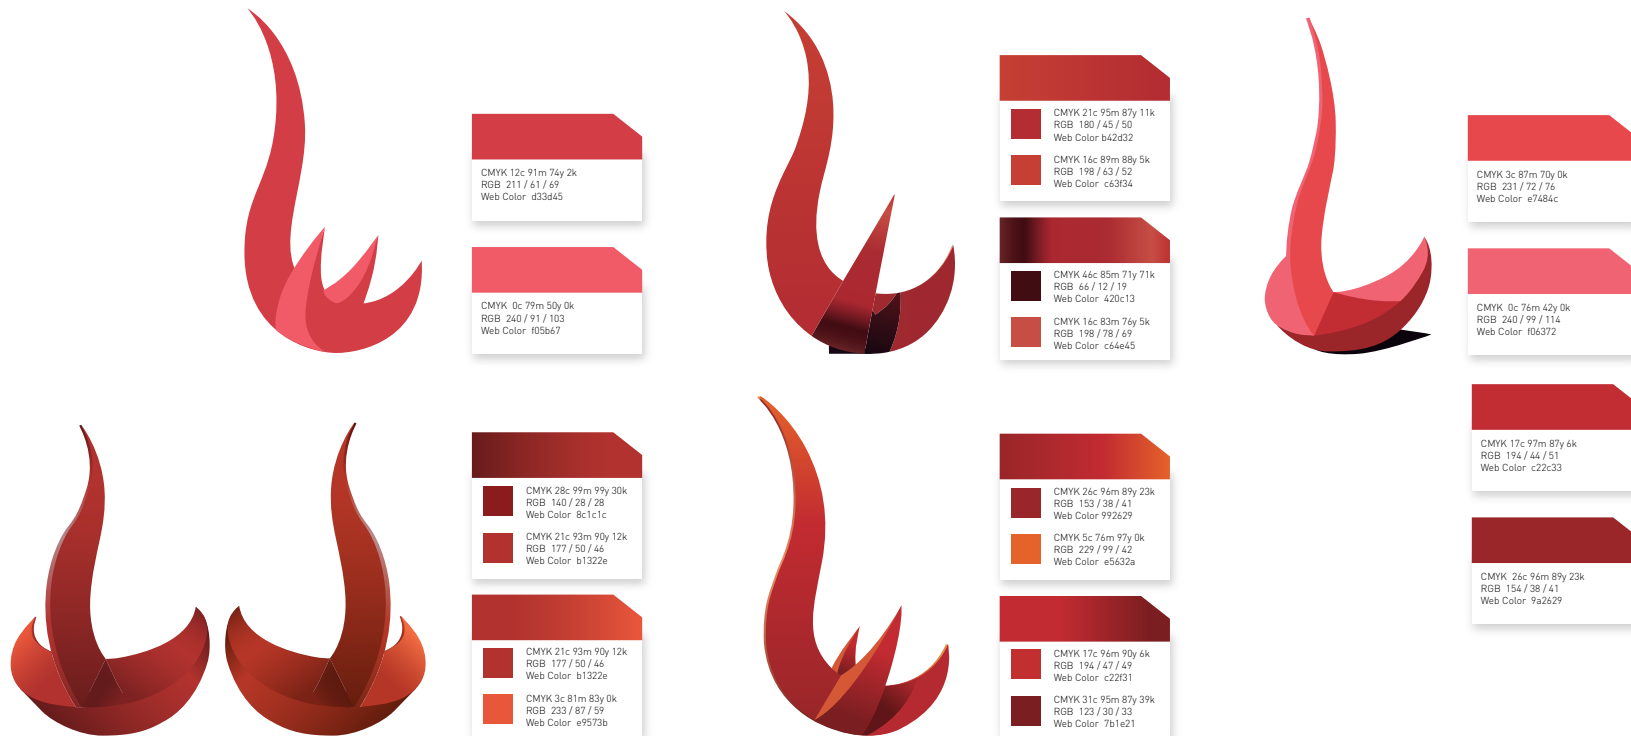 CMYK 12c 91m 74y 2k
RGB 211 / 61 / 69
Web Color d33d45
CMYK 0c 79m 50y 0k
RGB 240 / 91 / 103
Web Color f05b67
CMYK 21c 95m 87y 11k
RGB 180 / 45 / 50
Web Color b42d32
CMYK 16c 89m 88y 5k
RGB 198 / 63 / 52
Web Color c63f34
CMYK 46c 85m 71y 71k
RGB 66 / 12 / 19
Web Color 420c13
CMYK 16c 83m 76y 5k
RGB 198 / 78 / 69
Web Color c64e45
CMYK 3c 87m 70y 0k
RGB 231 / 72 / 76
Web Color e7484c
CMYK 0c 76m 42y 0k
RGB 240 / 99 / 114
Web Color f06372
CMYK 17c 97m 87y 6k
RGB 194 / 44 / 51
Web Color c22c33
CMYK 26c 96m 89y 23k
RGB 154 / 38 / 41
Web Color 9a2629
CMYK 28c 99m 99y 30k
RGB 140 / 28 / 28
Web Color 8c1c1c
CMYK 21c 93m 90y 12k
RGB 177 / 50 / 46
Web Color b1322e
CMYK 21c 93m 90y 12k
RGB 177 / 50 / 46
Web Color b1322e
CMYK 3c 81m 83y 0k
RGB 233 / 87 / 59
Web Color e9573b
CMYK 26c 96m 89y 23k
RGB 153 / 38 / 41
Web Color 992629
CMYK 5c 76m 97y 0k
RGB 229 / 99 / 42
Web Color e5632a
CMYK 17c 96m 90y 6k
RGB 194 / 47 / 49
Web Color c22f31
CMYK 31c 95m 87y 39k
RGB 123 / 30 / 33
Web Color 7b1e21